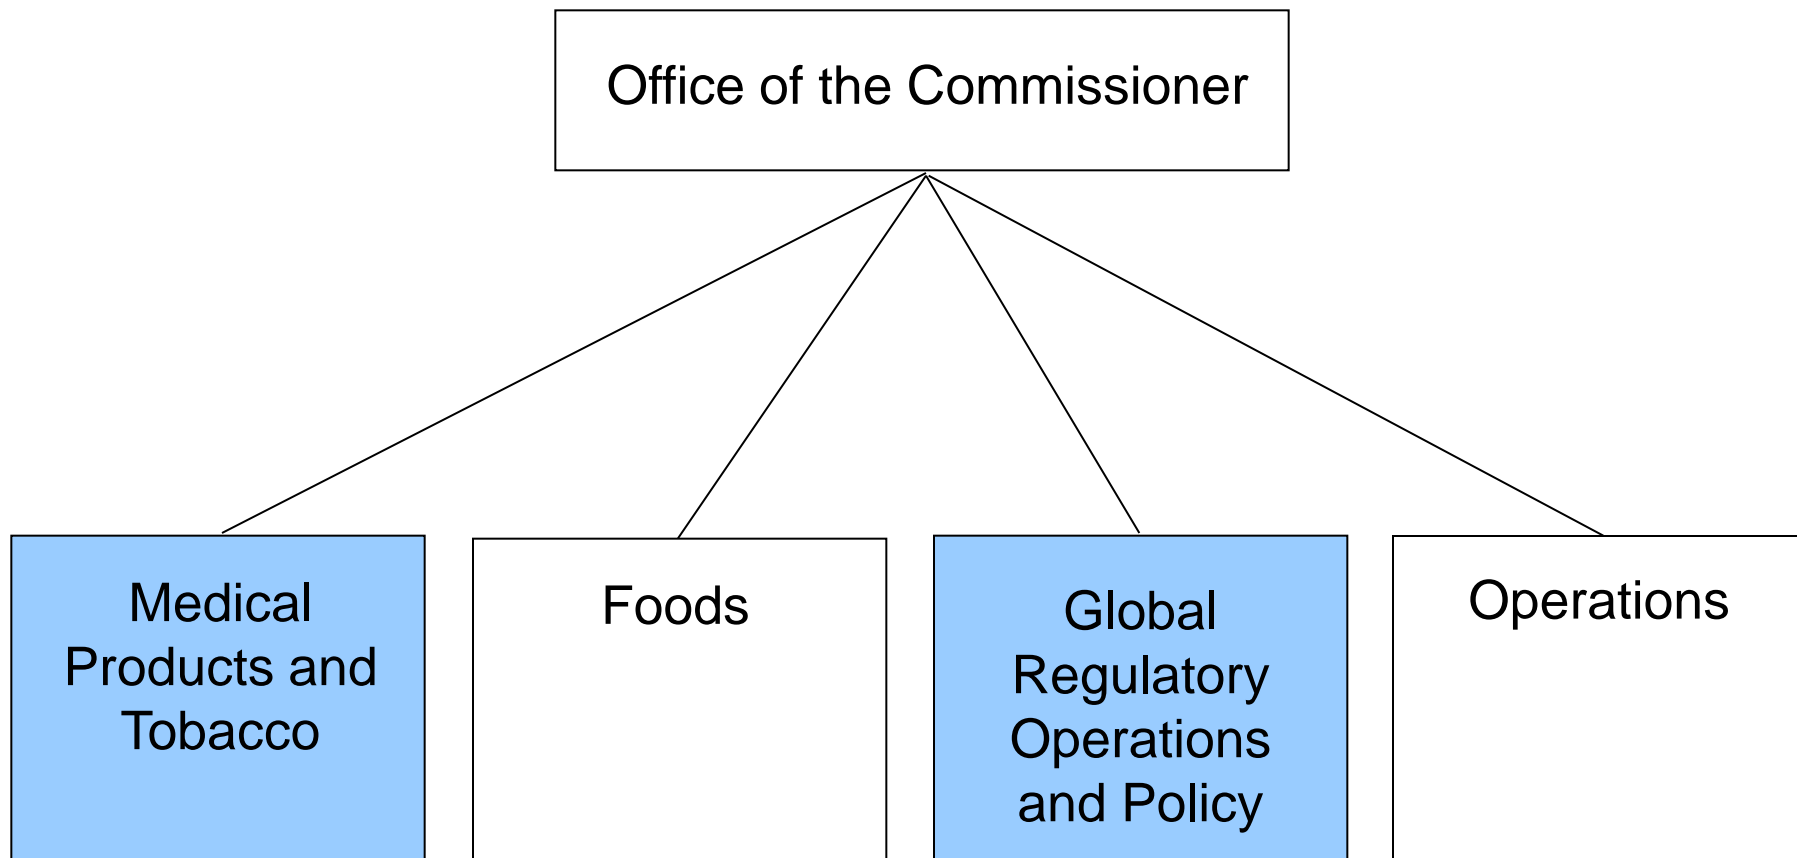 Office of the Commissioner
Medical
Products and
Tobacco
Foods
Global
Regulatory
Operations
and Policy
Operations